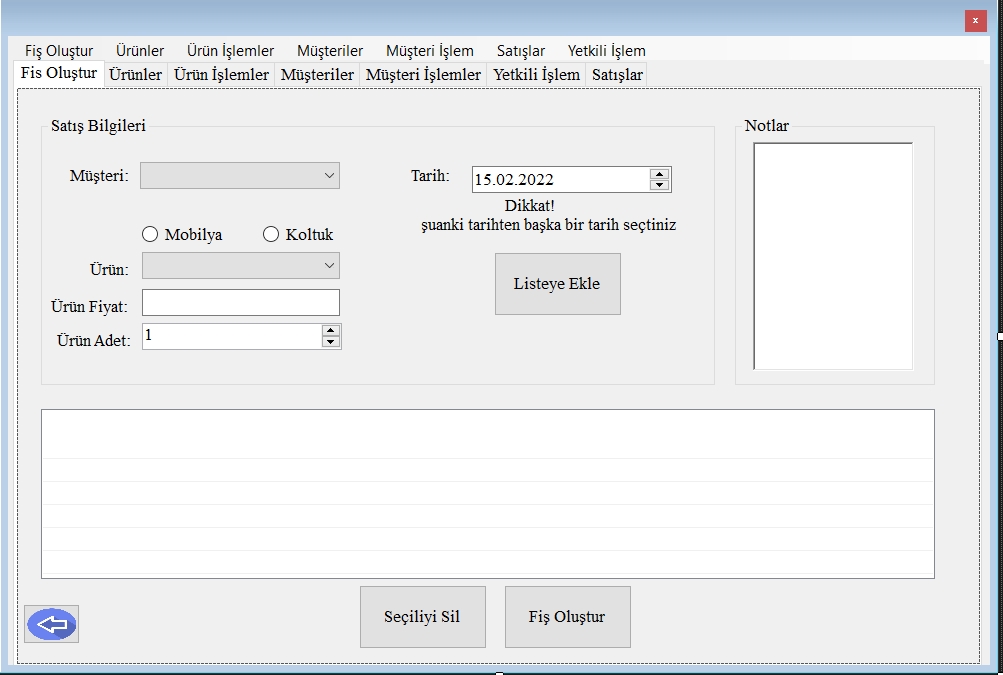 x
Fiş Oluştur Ürünler Ürün İşlemler Müşteriler Müşteri İşlem Satışlar Yetkili İşlem
Fis Oluştur Ürünler Ürün İşlemler Müşteriler Müşteri İşlemler Yetkili İşlem Satışlar
Satış Bilgileri
Notlar
Müşteri:
Tarih: 15.02.2022
Dikkat!
şuanki tarihten başka bir tarih seçtiniz
Mobilya Koltuk
Ürün:
Listeye Ekle
Ürün Fiyat:
Ürün Adet: 1
Seçiliyi Sil Fiş Oluştur